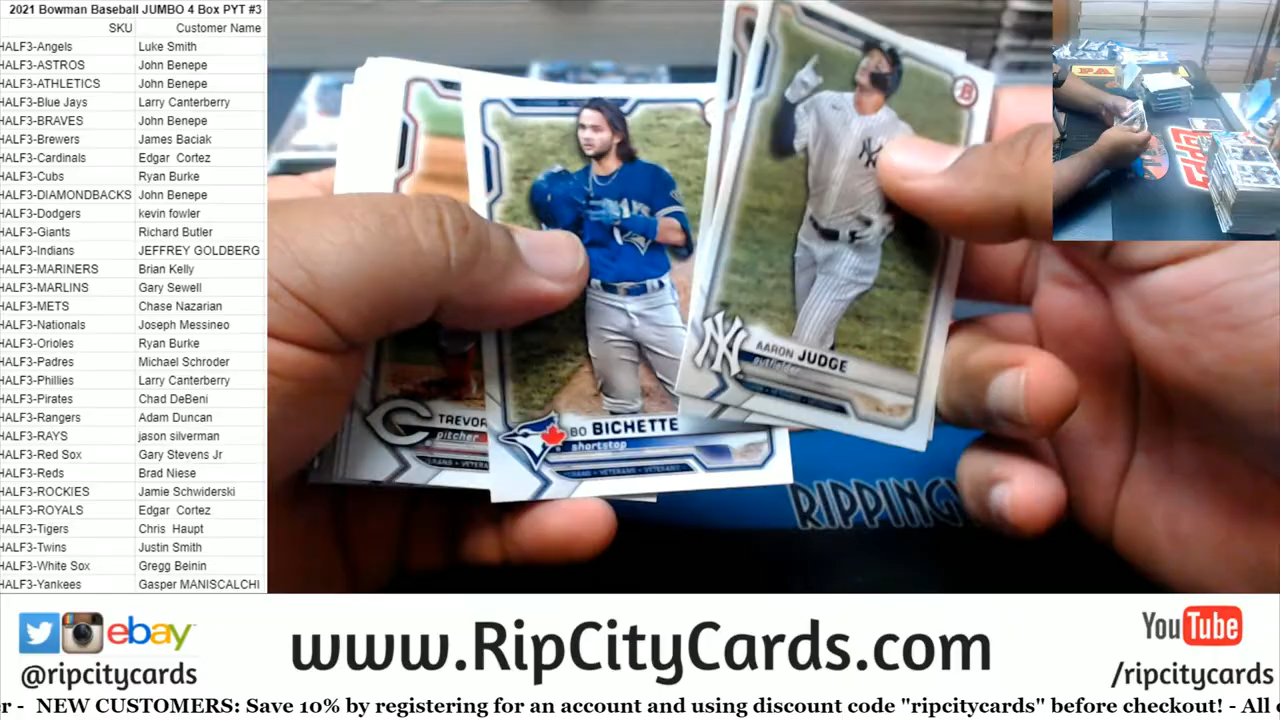 2021 Bowman Baseball JUMBO 4 Box PYT #3
SKU Customer Name
HALF3-Angels Luke Smith
HALF3-ASTROS John Benepe
HALF3-ATHLETICS John Benepe
HALF3-Blue Jays Larry Canterberry
HALF3-BRAVES John Benepe
HALF3-Brewers James Baciak
HALF3-Cardinals Edgar Cortez
HALF3-Cubs Ryan Burke
HALF3-DIAMONDBACKS John Benepe
HALF3-Dodgers kevin fowler
HALF3-Giants Richard Butler
HALF3-Indians JEFFREY GOLDBERG
HALF3-MARINERS Brian Kelly
HALF3-MARLINS Gary Sewell
HALF3-METS Chase Nazarian
HALF3-Nationals Joseph Messineo
HALF3-Orioles Ryan Burke
HALF3-Padres Michael Schroder
HALF3-Phillies Larry Canterberry
HALF3-Pirates Chad DeBeni
HALF3-Rangers Adam Duncan
HALF3-RAYS jason silverman
HALF3-Red Sox Gary Stevens Jr
HALF3-Reds Brad Niese
HALF3-ROCKIES Jamie Schwiderski
HALF3-ROYALS Edgar Cortez
HALF3-Tigers Chris Haupt
HALF3-Twins Justin Smith
HALF3-White Sox Gregg Beinin
HALF3-Yankees Gasper MANISCALCHI
AARON JUDGE
outfielder
BO BICHETTE
shortstop
TREVOR
pitcher
RIPPING
ebay
@ripcitycards
www.RipCityCards.com
YouTube
/ripcitycards
r - NEW CUSTOMERS: Save 10% by registering for an account and using discount code "ripcitycards" before checkout! - All